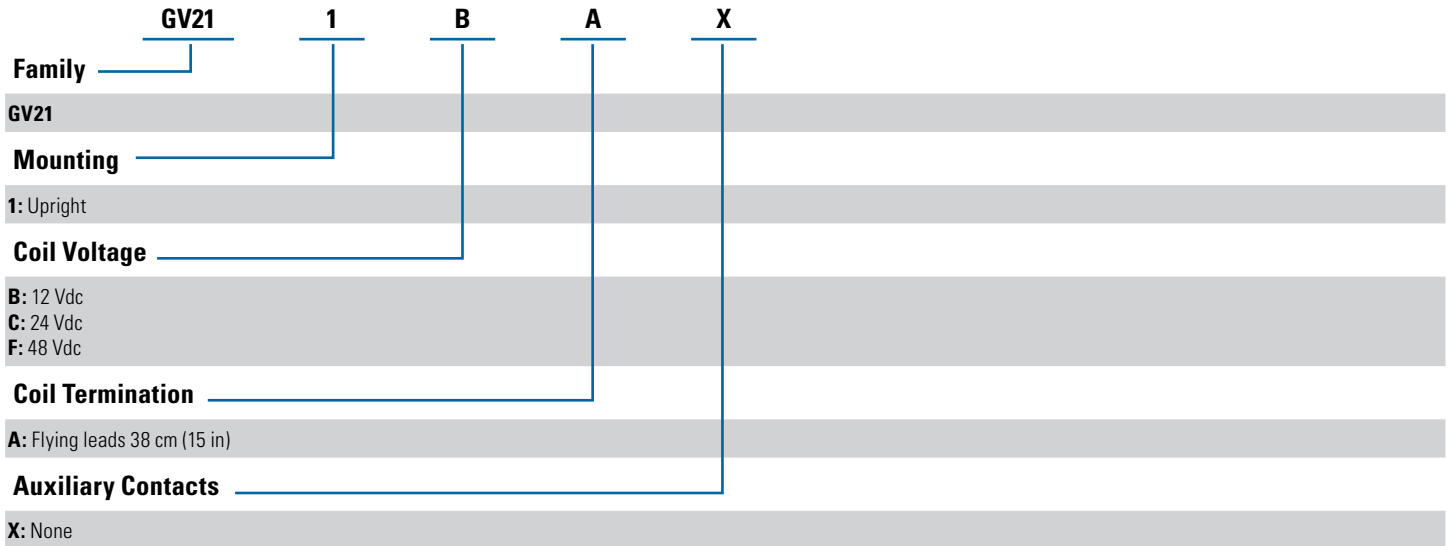 GV21 1 B A X
Family
GV21
Mounting
1: Upright
Coil Voltage
B: 12 Vdc
C: 24 Vdc
F: 48 Vdc
Coil Termination
A: Flying leads 38 cm (15 in)
Auxiliary Contacts
X: None